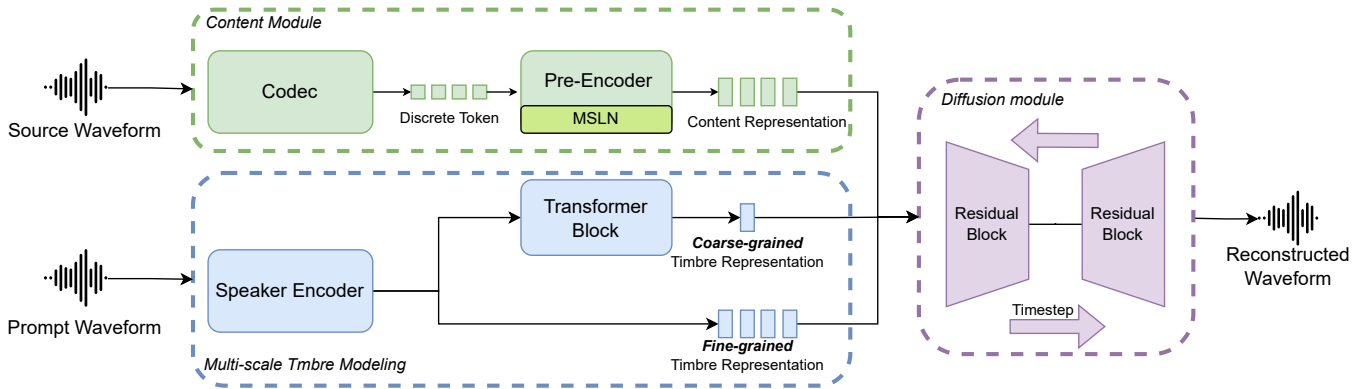 Content Module
Source Waveform
Codec
Discrete Token
Pre-Encoder
MSLN
Content Representation
Prompt Waveform
Speaker Encoder
Transformer
Block
Coarse-grained
Timbre Representation
Fine-grained
Timbre Representation
Multi-scale Tmbre Modeling
Diffusion module
Residual
Block
Residual
Block
Timestep
Reconstructed
Waveform